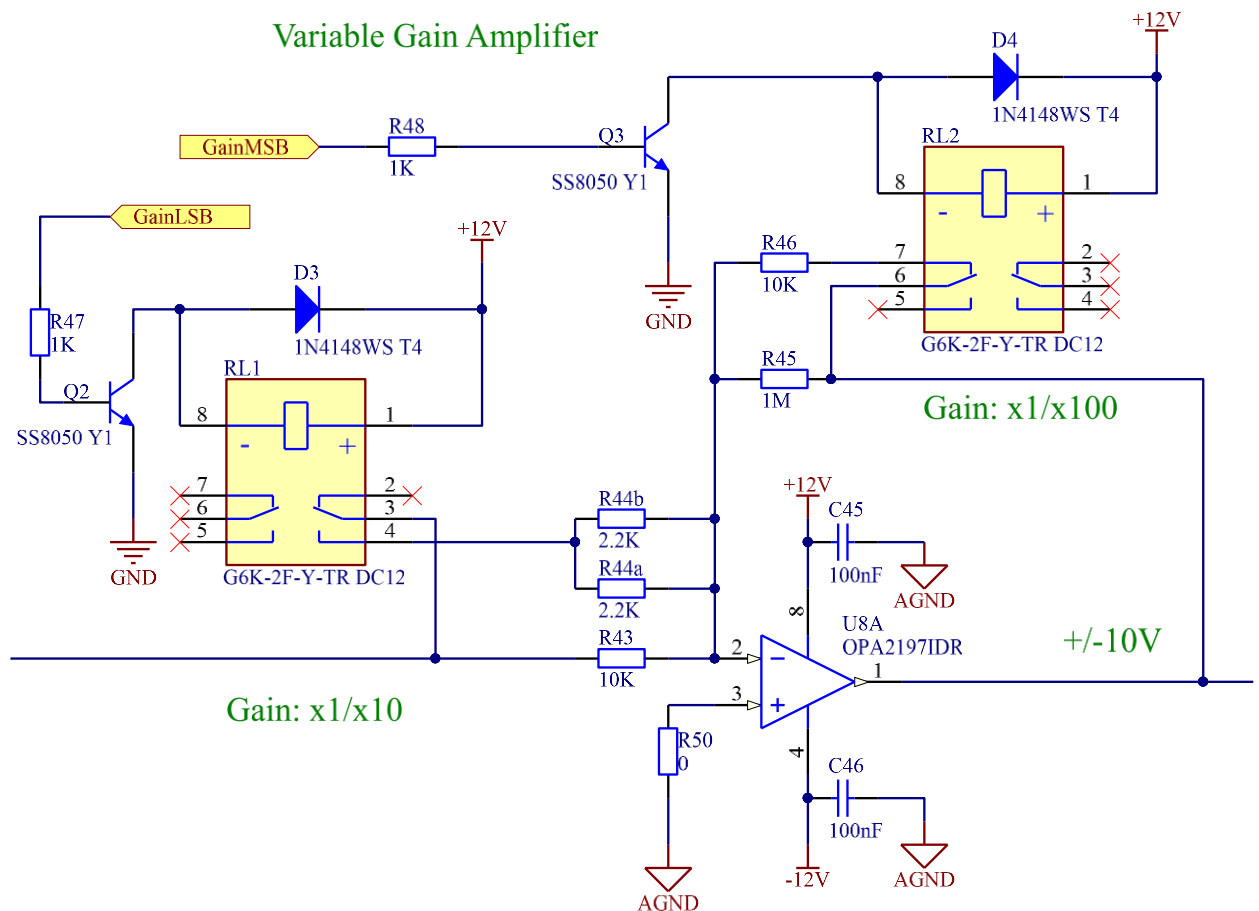 Variable Gain Amplifier
+12V
D4
1N4148WS T4
R48
GainMSB
1K
Q3
SS8050 Y1
RL2
8
1
-
+
GainLSB
+12V
D3
1N4148WS T4
R47
1K
Q2
SS8050 Y1
RL1
8
1
-
+
GND
R46
10K
7
6
5
2
3
4
G6K-2F-Y-TR DC12
R45
1M
Gain: x1/x100
7
6
5
2
3
4
G6K-2F-Y-TR DC12
GND
R44b
2.2K
R44a
2.2K
R43
10K
+12V
C45
100nF
AGND
8
U8A
OPA2197IDR
2
-
3
+
1
4
+/-10V
Gain: x1/x10
R50
0
C46
100nF
-12V
AGND
AGND